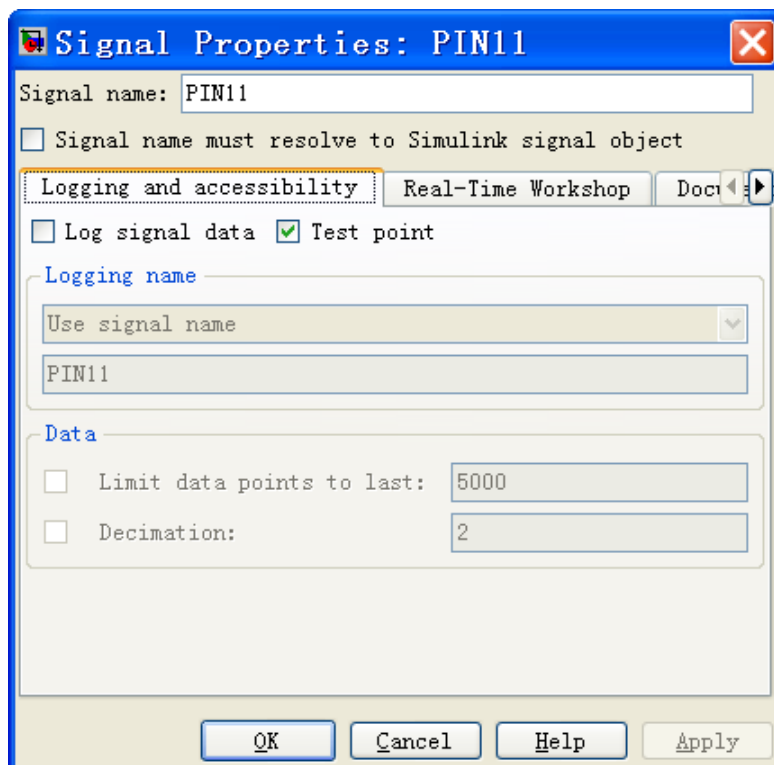 Signal Properties: PIN11
Signal name: PIN11
Signal name must resolve to Simulink signal object
Logging and accessibility Real-Time Workshop
Log signal data Test point
Logging name
Use signal name
PIN11
Data
Limit data points to last: 5000
Decimation: 2
OK Cancel Help Apply